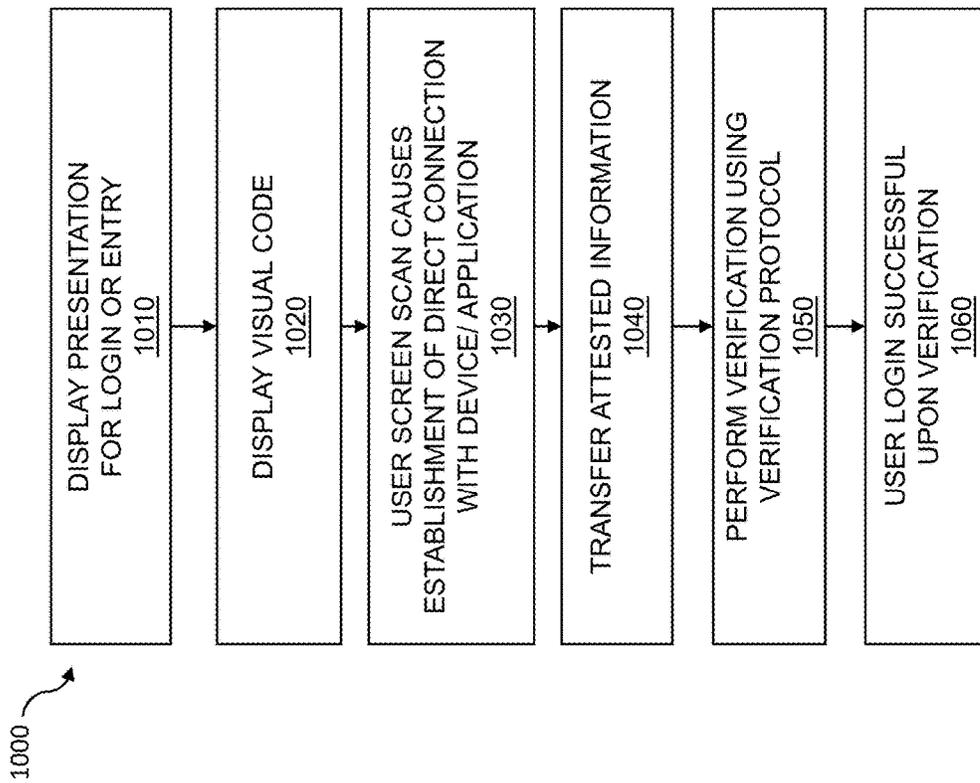 1000
DISPLAY PRESENTATION
FOR LOGIN OR ENTRY
1010
DISPLAY VISUAL CODE
1020
USER SCREEN SCAN CAUSES
ESTABLISHMENT OF DIRECT CONNECTION
WITH DEVICE/ APPLICATION
1030
TRANSFER ATTESTED INFORMATION
1040
PERFORM VERIFICATION USING
VERIFICATION PROTOCOL
1050
USER LOGIN SUCCESSFUL
UPON VERIFICATION
1060